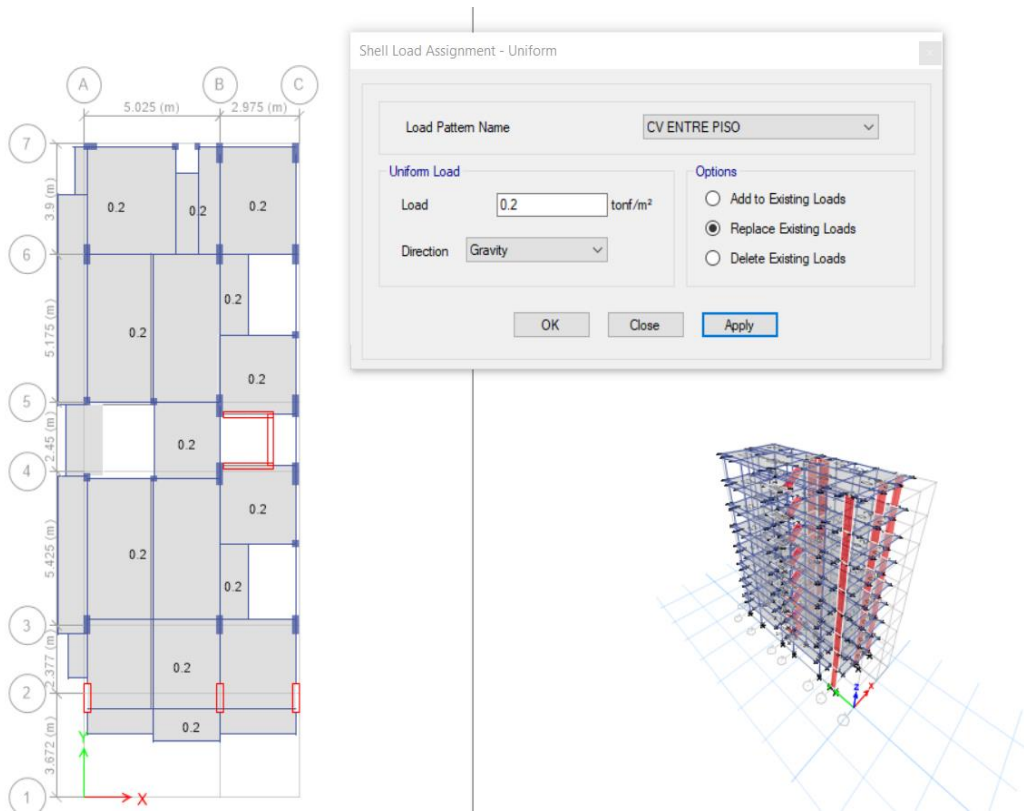 Shell Load Assignment - Uniform
Load Pattern Name
CV ENTRE PISO
Uniform Load
Load
0.2
tonf/m²
Direction
Gravity
Options
Add to Existing Loads
Replace Existing Loads
Delete Existing Loads
OK
Close
Apply
A
B
C
5.025 (m)
2.975 (m)
7
3.9 (m)
0.2
0.2
0.2
6
5.175 (m)
0.2
0.2
0.2
5
2.45 (m)
0.2
4
5.425 (m)
0.2
0.2
0.2
3
2.377 (m)
0.2
2
0.2
3.672 (m)
Y
1
X
Z
X